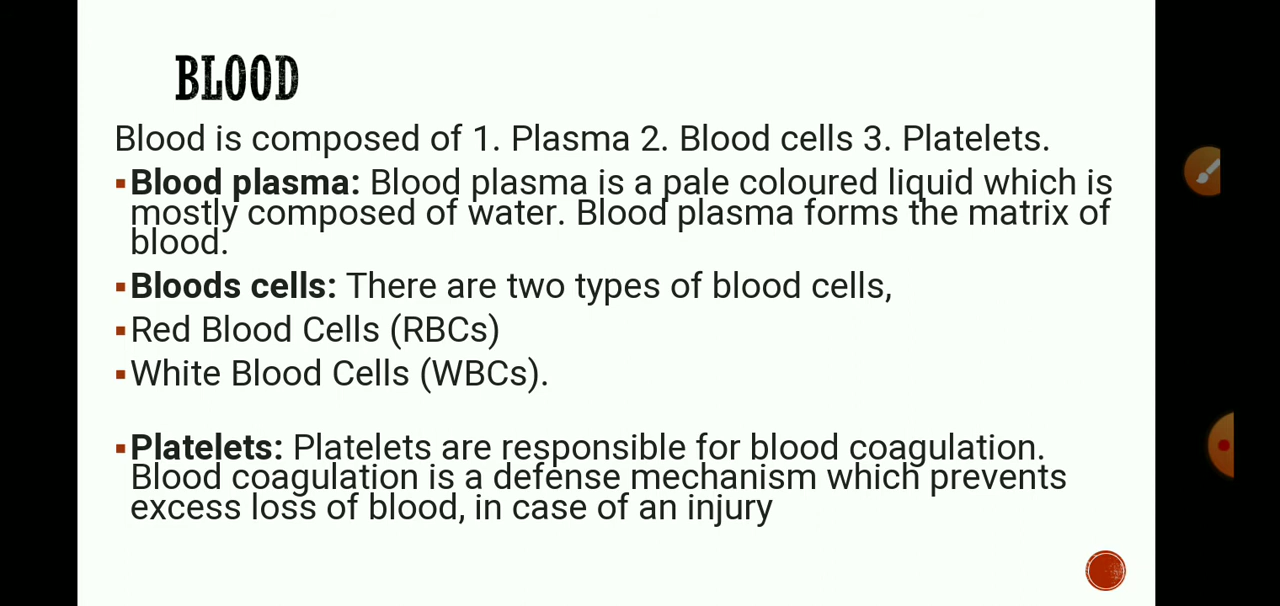 BLOOD
Blood is composed of 1. Plasma 2. Blood cells 3. Platelets.
▪Blood plasma: Blood plasma is a pale coloured liquid which is
mostly composed of water. Blood plasma forms the matrix of
blood.
▪Bloods cells: There are two types of blood cells,
▪Red Blood Cells (RBCs)
▪White Blood Cells (WBCs).
▪Platelets: Platelets are responsible for blood coagulation.
Blood coagulation is a defense mechanism which prevents
excess loss of blood, in case of an injury